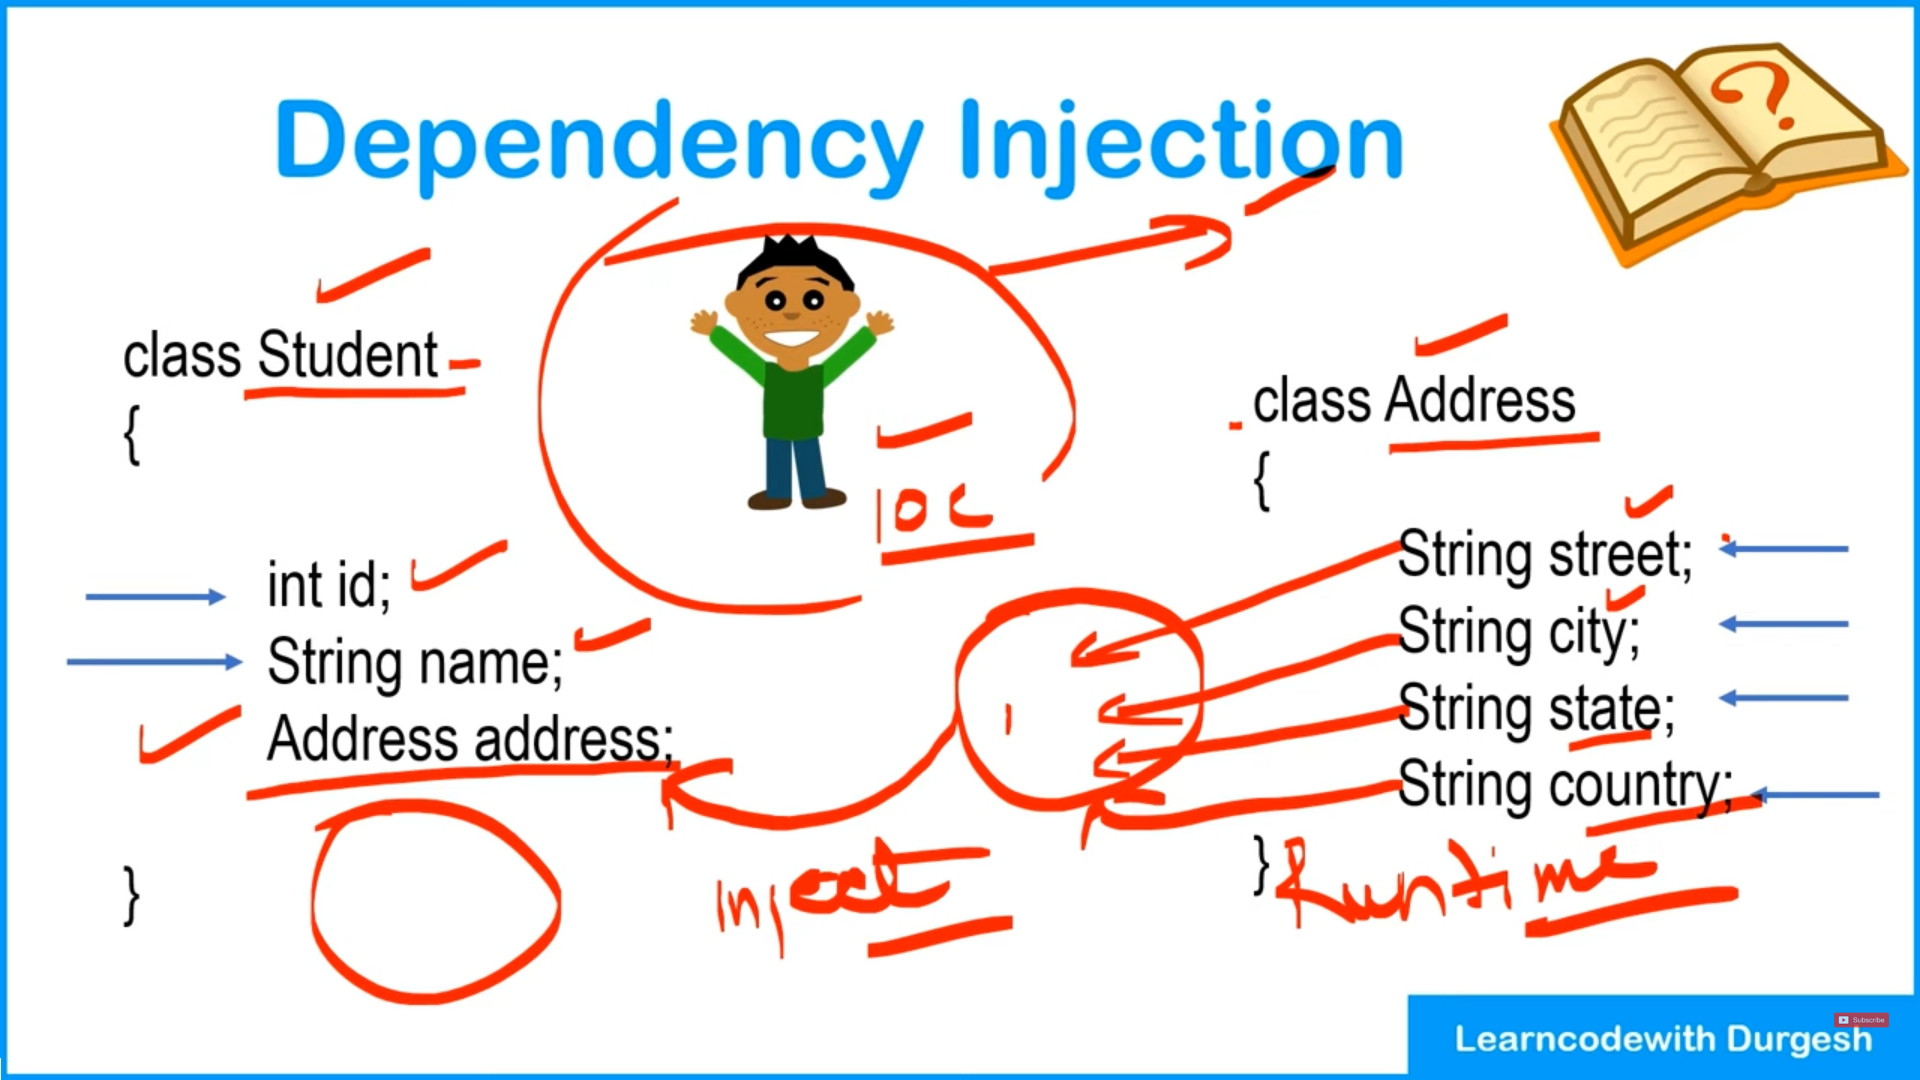 Dependency Injection
class Student
{
int id;
String name;
Address address;
}
IOC
Inject
class Address
{
String street;
String city;
String state;
String country;
}
Runtime
Subscribe
Learncodewith Durgesh